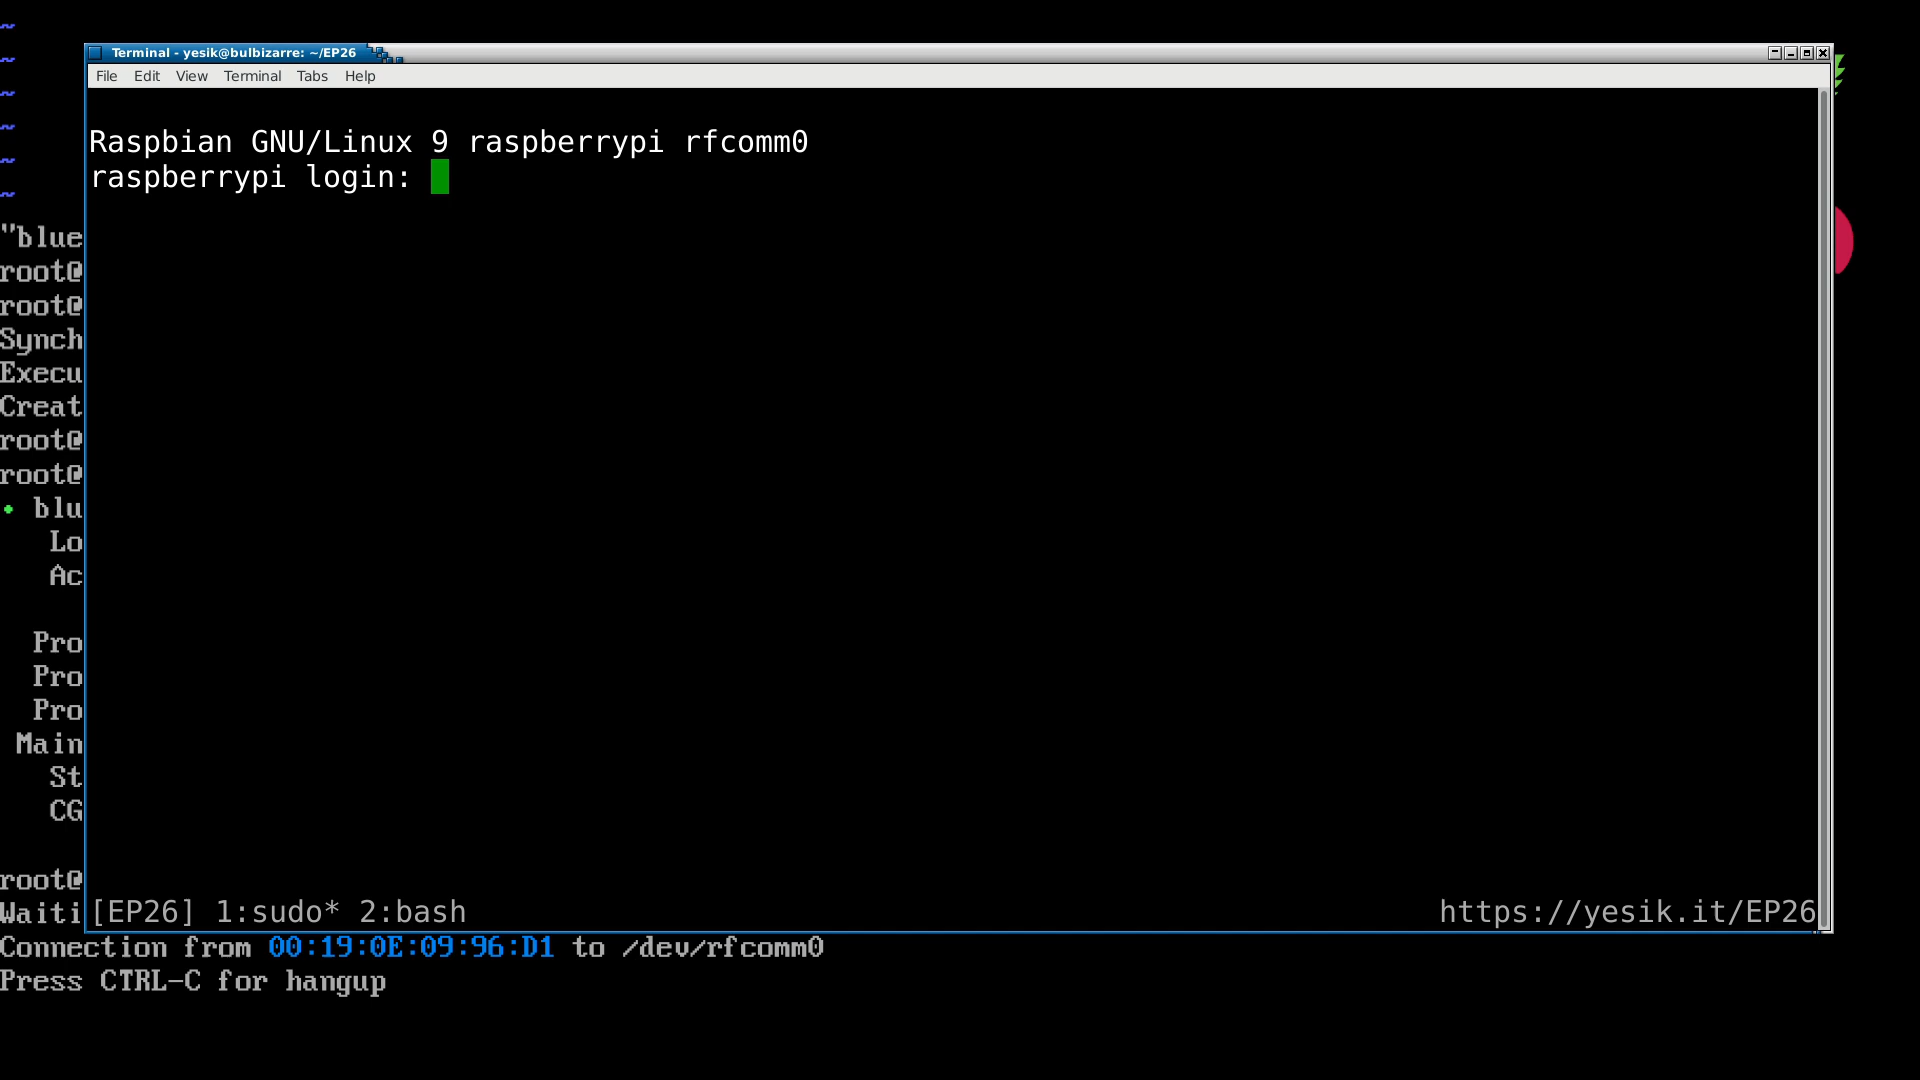 Terminal - yesik@bulbizarre: ~/EP26
File Edit View Terminal Tabs Help
Raspbian GNU/Linux 9 raspberrypi rfcomm0
raspberrypi login:
~
~
~
~
~
~
"blue
root@
root@
Synch
Execu
Creat
root@
root@
• blu
Lo
Ac
Pro
Pro
Pro
Main
St
CG
root@
Waiti
[EP26] 1:sudo* 2:bash https://yesik.it/EP26
Connection from 00:19:0E:09:96:D1 to /dev/rfcomm0
Press CTRL-C for hangup